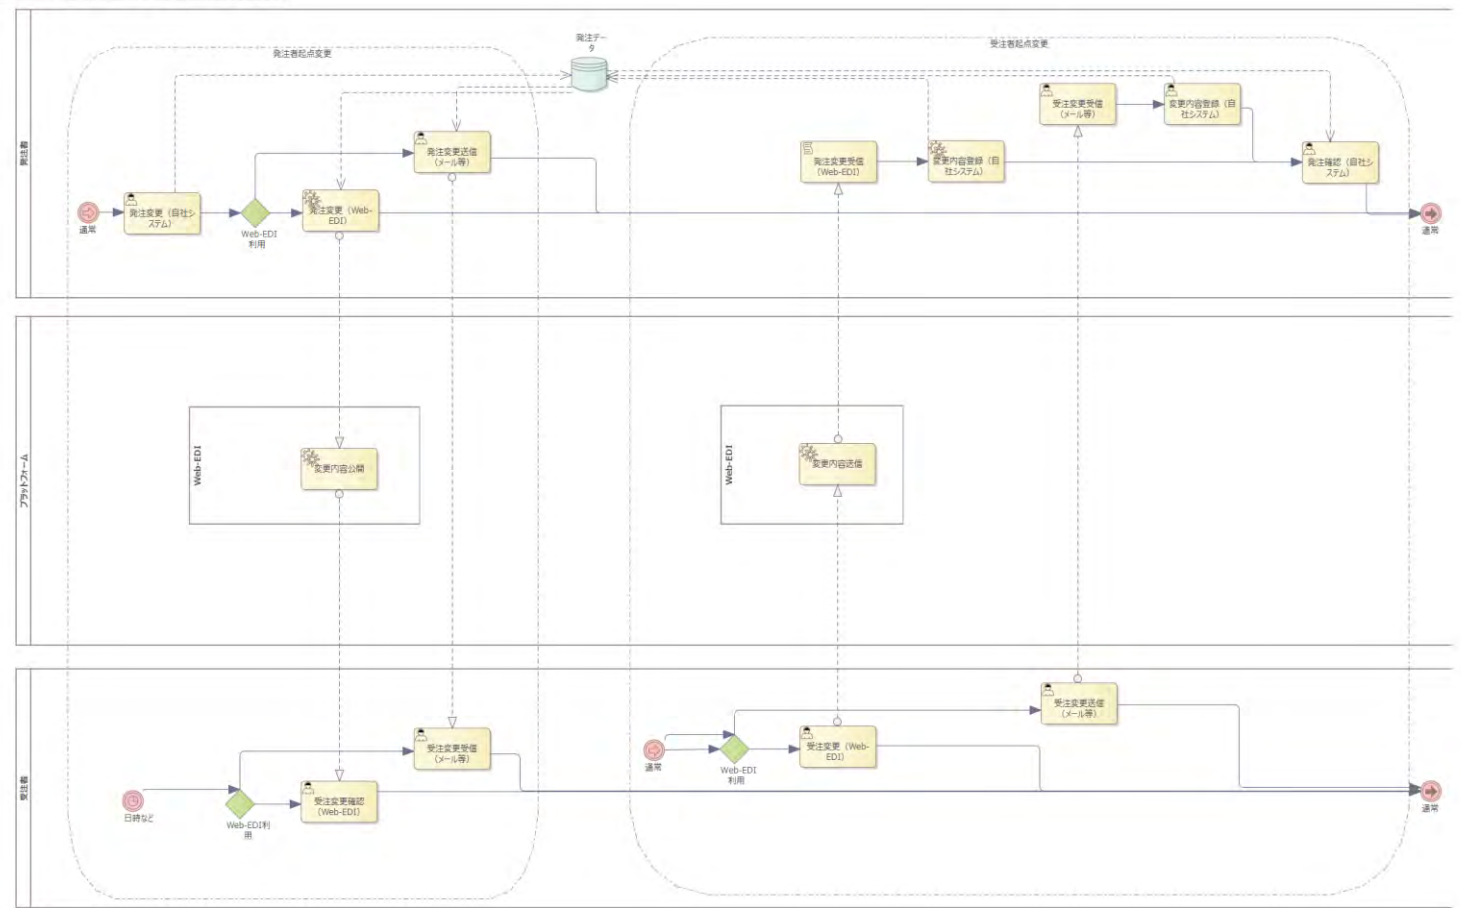 発注者
発注者起点変更
発注デー
タ
受注者起点変更
通常
発注変更（自社シ
ステム）
Web-EDI
利用
発注変更（Web-
EDI）
発注変更送信
（メール等）
発注変更受信
（Web-EDI）
変更内容登録（自
社システム）
受注変更受信
（メール等）
変更内容登録（自
社システム）
発注確認（自社シ
ステム）
通常
プラットフォーム
Web-EDI
変更内容公開
Web-EDI
変更内容送信
受注者
日時など
Web-EDI利
用
受注変更確認
（Web-EDI）
受注変更受信
（メール等）
通常
Web-EDI
利用
受注変更（Web-
EDI）
受注変更送信
（メール等）
通常